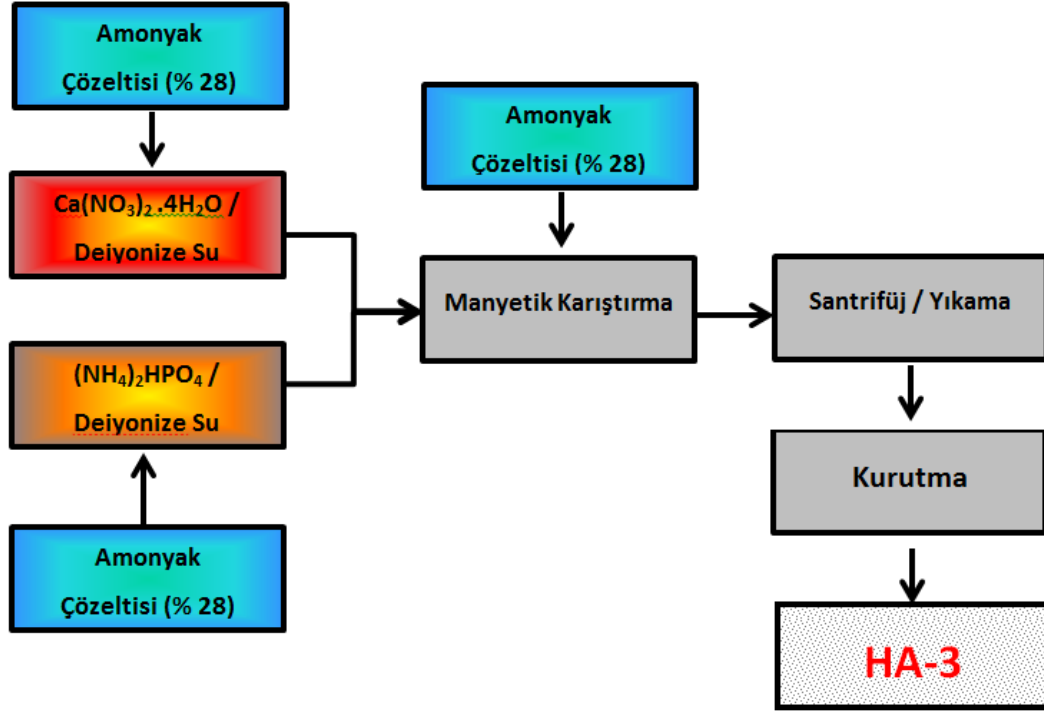 Amonyak
Çözeltisi (% 28)
Ca(NO₃)₂ .4H₂O /
Deiyonize Su
(NH₄)₂HPO₄ /
Deiyonize Su
Amonyak
Çözeltisi (% 28)
Amonyak
Çözeltisi (% 28)
Manyetik Karıştırma
Santrifüj / Yıkama
Kurutma
HA-3